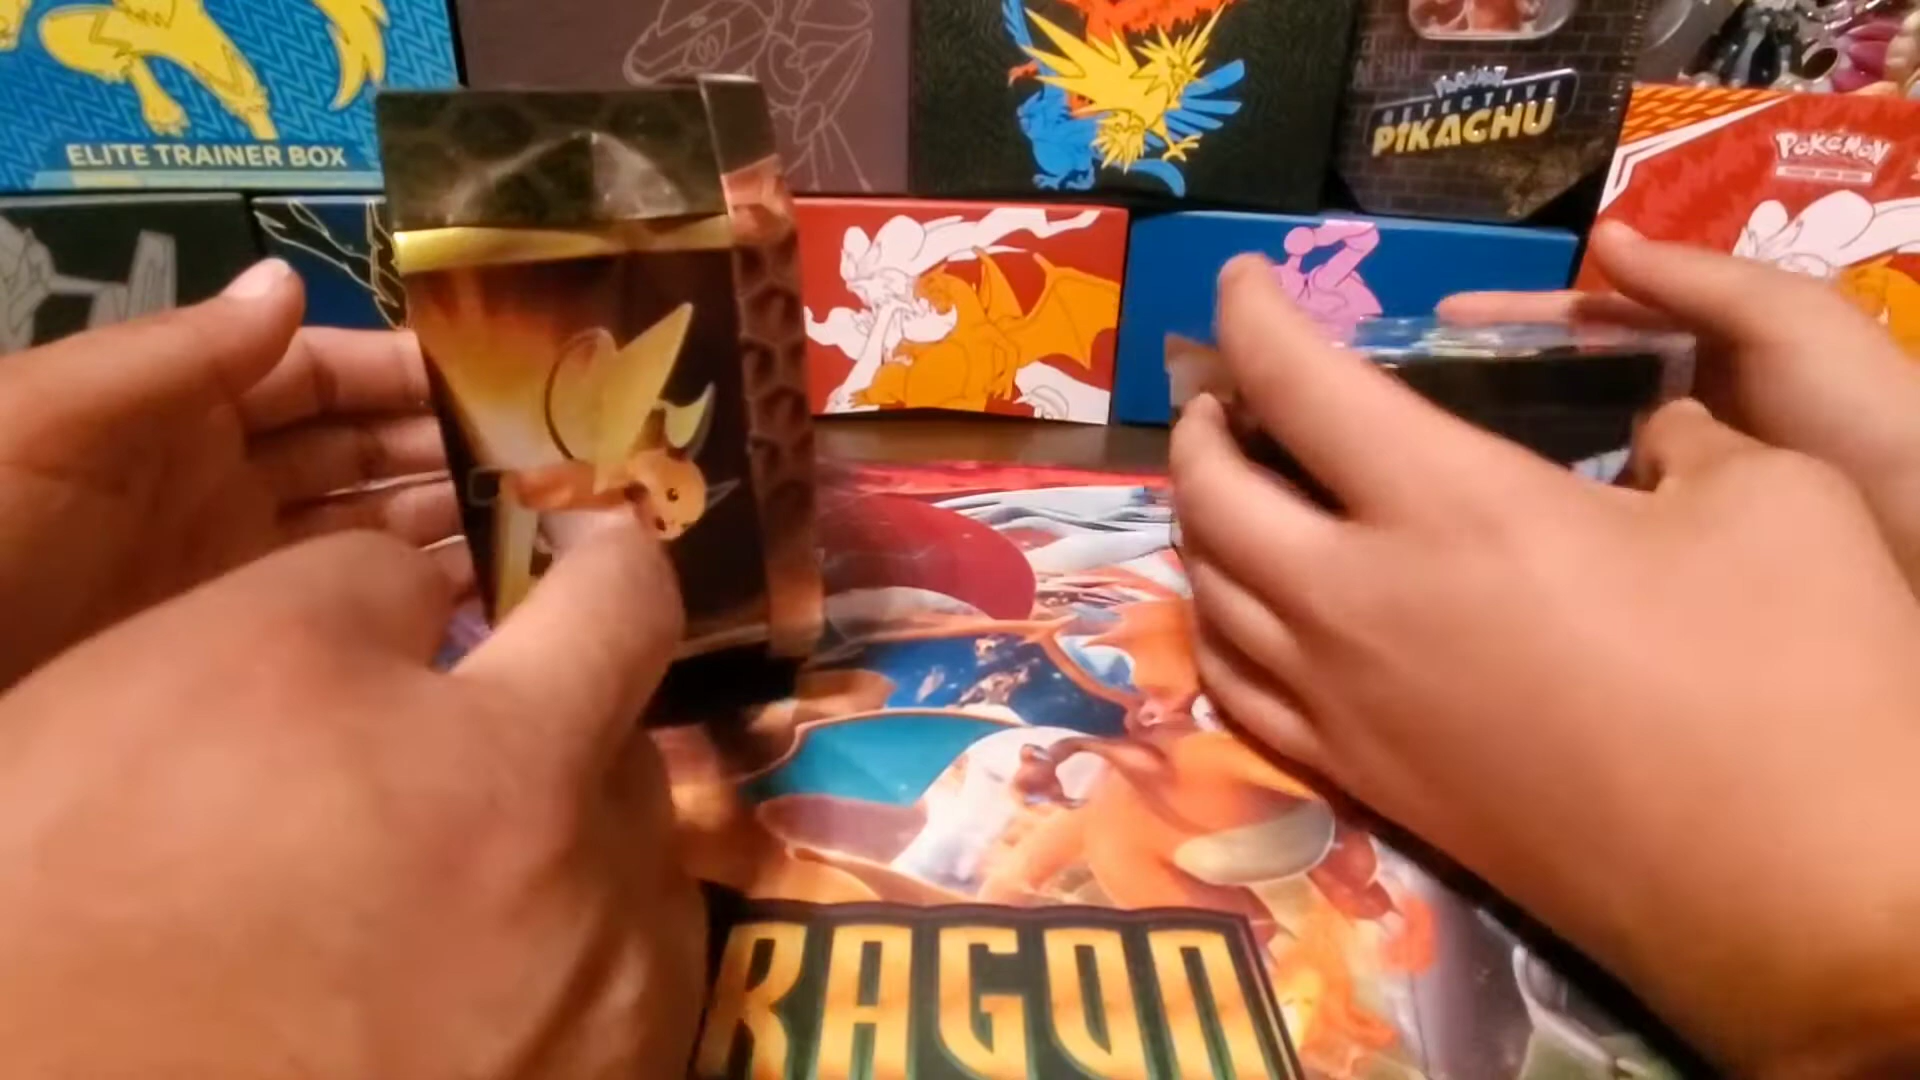 ELITE TRAINER BOX
POKÉMON
DETECTIVE
PIKACHU
POKÉMON
RAGON